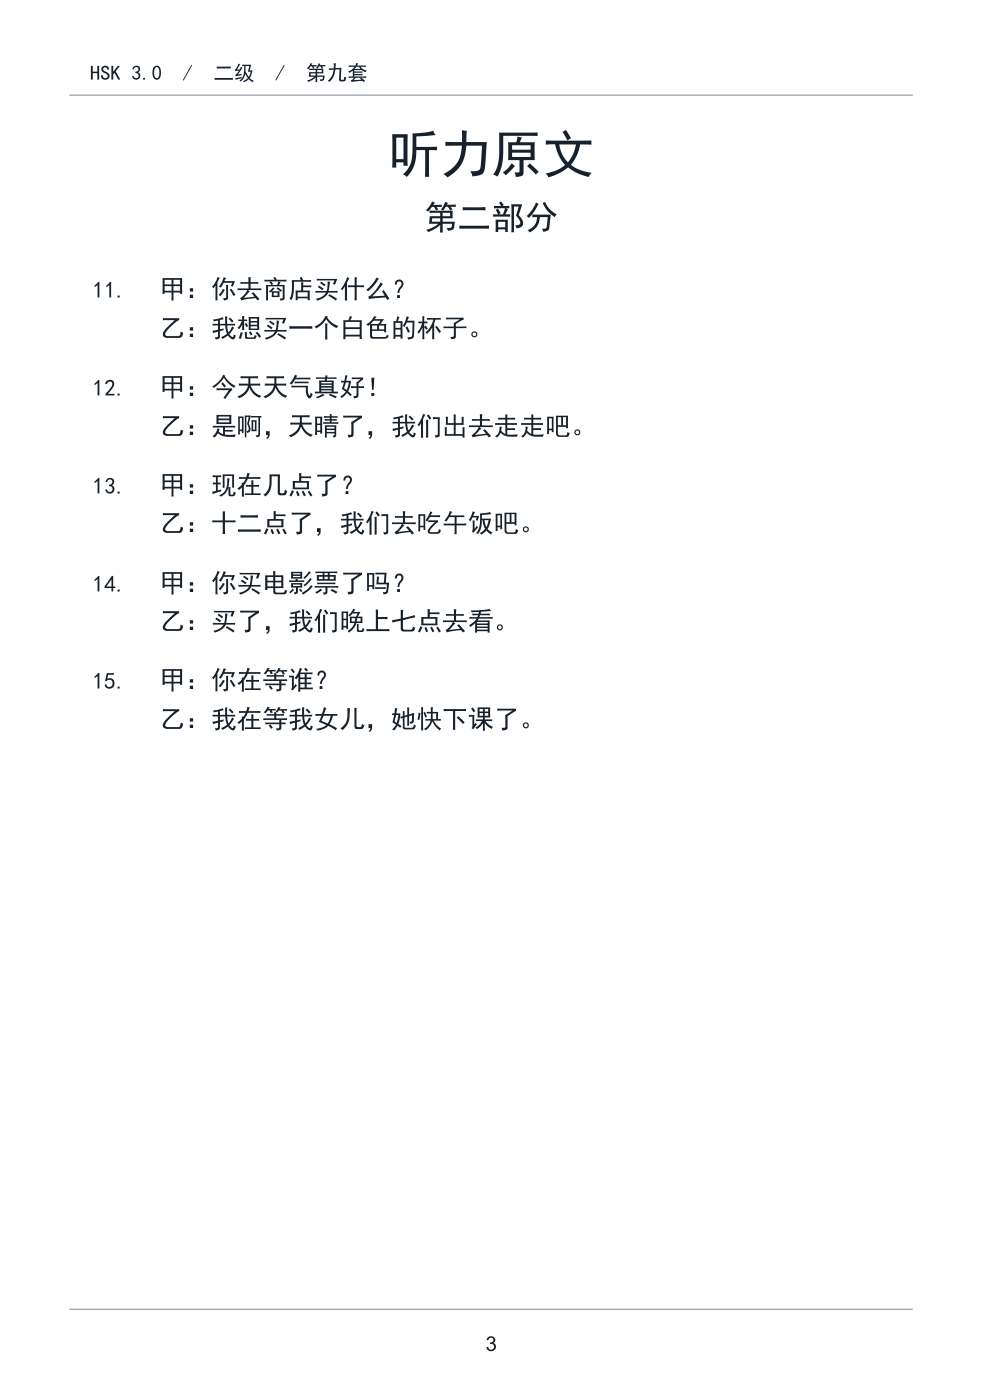 HSK 3.0 / 二级 / 第九套
听力原文
第二部分
11. 甲：你去商店买什么？
乙：我想买一个白色的杯子。
12. 甲：今天天气真好！
乙：是啊，天晴了，我们出去走走吧。
13. 甲：现在几点了？
乙：十二点了，我们去吃午饭吧。
14. 甲：你买电影票了吗？
乙：买了，我们晚上七点去看。
15. 甲：你在等谁？
乙：我在等我女儿，她快下课了。
3